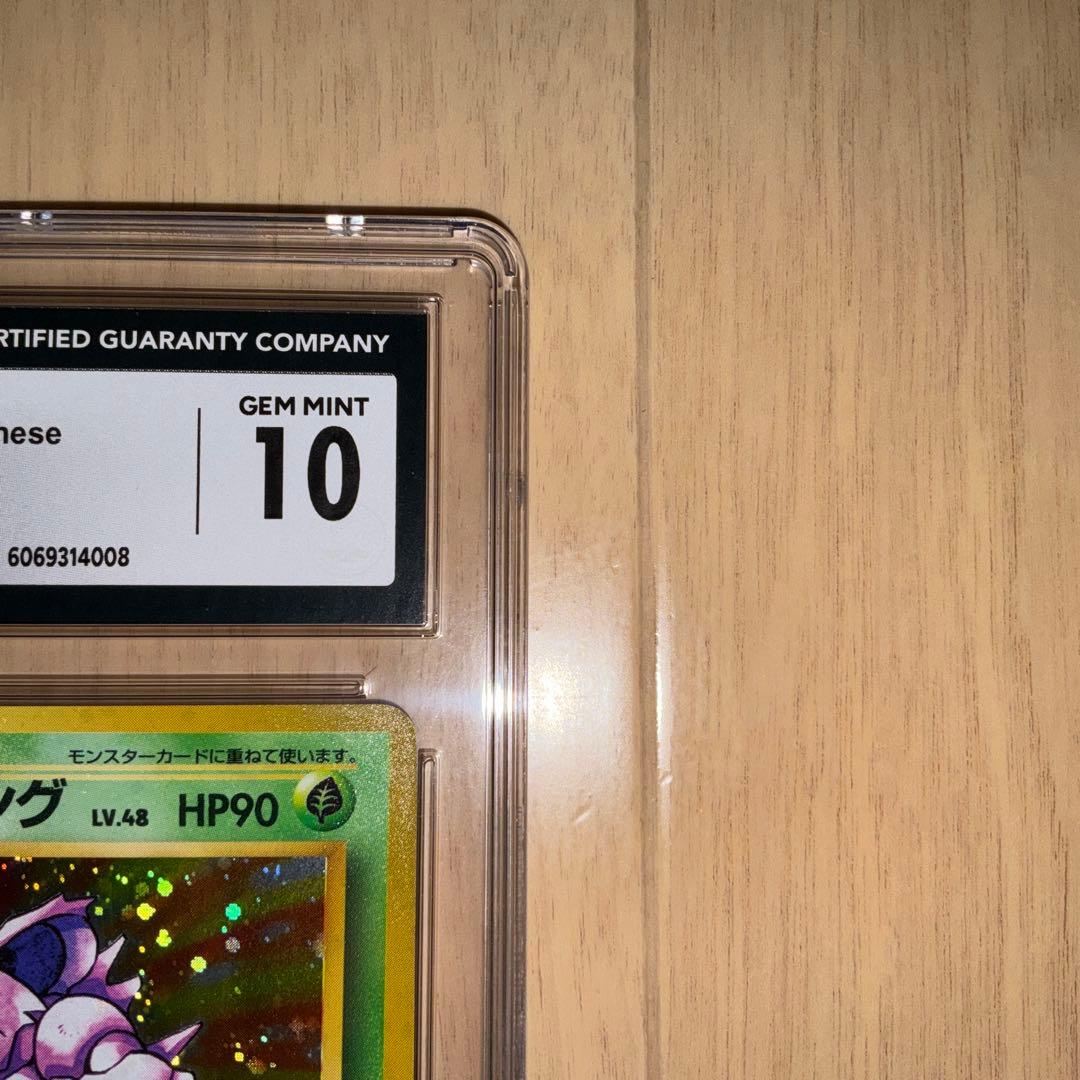 RTIFIED GUARANTY COMPANY
GEM MINT
nese
10
6069314008
モンスターカードに重ねて使います。
ング LV.48 HP90